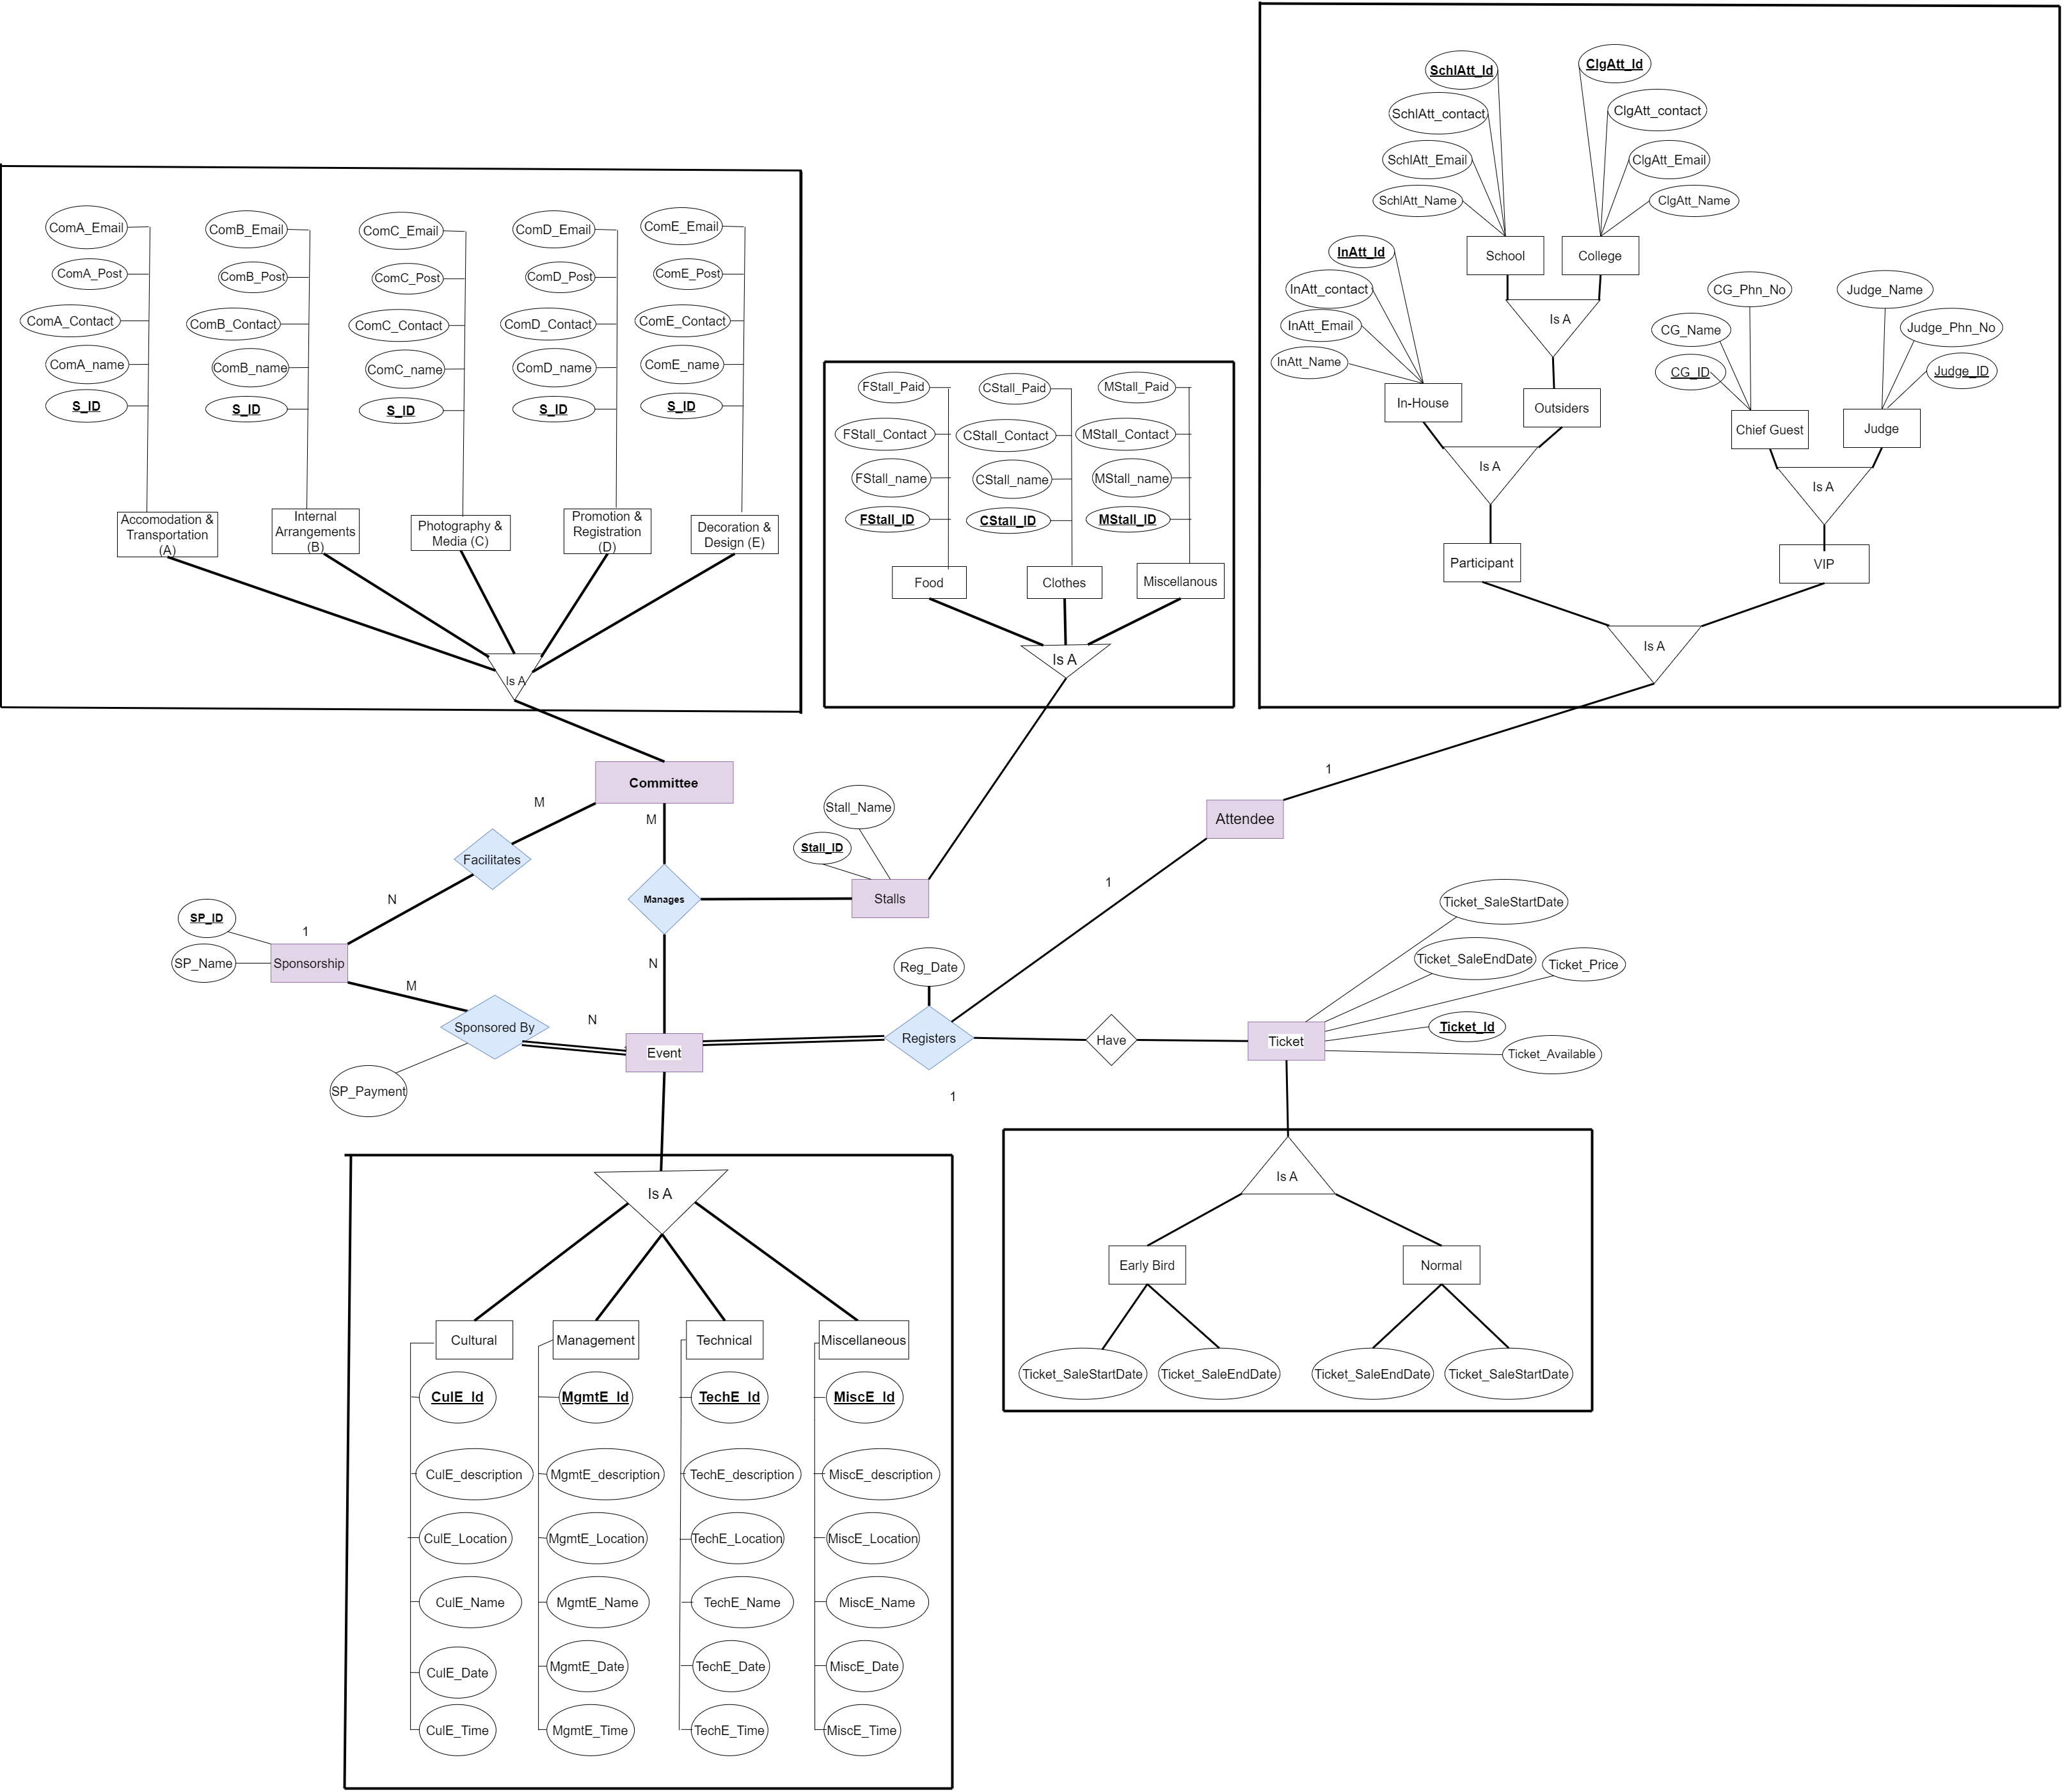 SchlAtt_Id
ClgAtt_Id
SchlAtt_contact
ClgAtt_contact
SchlAtt_Email
ClgAtt_Email
SchlAtt_Name
ClgAtt_Name
School
College
Is A
InAtt_Id
InAtt_contact
InAtt_Email
InAtt_Name
In-House
Outsiders
Is A
Participant
CG_Phn_No
CG_Name
CG_ID
Chief Guest
Judge_Name
Judge_Phn_No
Judge_ID
Judge
Is A
VIP
Is A
ComA_Email
ComA_Post
ComA_Contact
ComA_name
S_ID
Accomodation &
Transportation
(A)
ComB_Email
ComB_Post
ComB_Contact
ComB_name
S_ID
Internal
Arrangements
(B)
ComC_Email
ComC_Post
ComC_Contact
ComC_name
S_ID
Photography &
Media (C)
ComD_Email
ComD_Post
ComD_Contact
ComD_name
S_ID
Promotion &
Registration
(D)
ComE_Email
ComE_Post
ComE_Contact
ComE_name
S_ID
Decoration &
Design (E)
Is A
FStall_Paid
FStall_Contact
FStall_name
FStall_ID
Food
CStall_Paid
CStall_Contact
CStall_name
CStall_ID
Clothes
MStall_Paid
MStall_Contact
MStall_name
MStall_ID
Miscellanous
Is A
Committee
M
M
Facilitates
N
1
SP_ID
SP_Name
Sponsorship
M
Sponsored By
N
SP_Payment
Manages
N
Event
Stall_Name
Stall_ID
Stalls
1
Attendee
1
Reg_Date
Registers
1
Have
Ticket
Ticket_SaleStartDate
Ticket_SaleEndDate
Ticket_Price
Ticket_Id
Ticket_Available
Is A
Early Bird
Normal
Ticket_SaleStartDate
Ticket_SaleEndDate
Ticket_SaleEndDate
Ticket_SaleStartDate
Is A
Cultural
CulE_Id
CulE_description
CulE_Location
CulE_Name
CulE_Date
CulE_Time
Management
MgmtE_Id
MgmtE_description
MgmtE_Location
MgmtE_Name
MgmtE_Date
MgmtE_Time
Technical
TechE_Id
TechE_description
TechE_Location
TechE_Name
TechE_Date
TechE_Time
Miscellaneous
MiscE_Id
MiscE_description
MiscE_Location
MiscE_Name
MiscE_Date
MiscE_Time